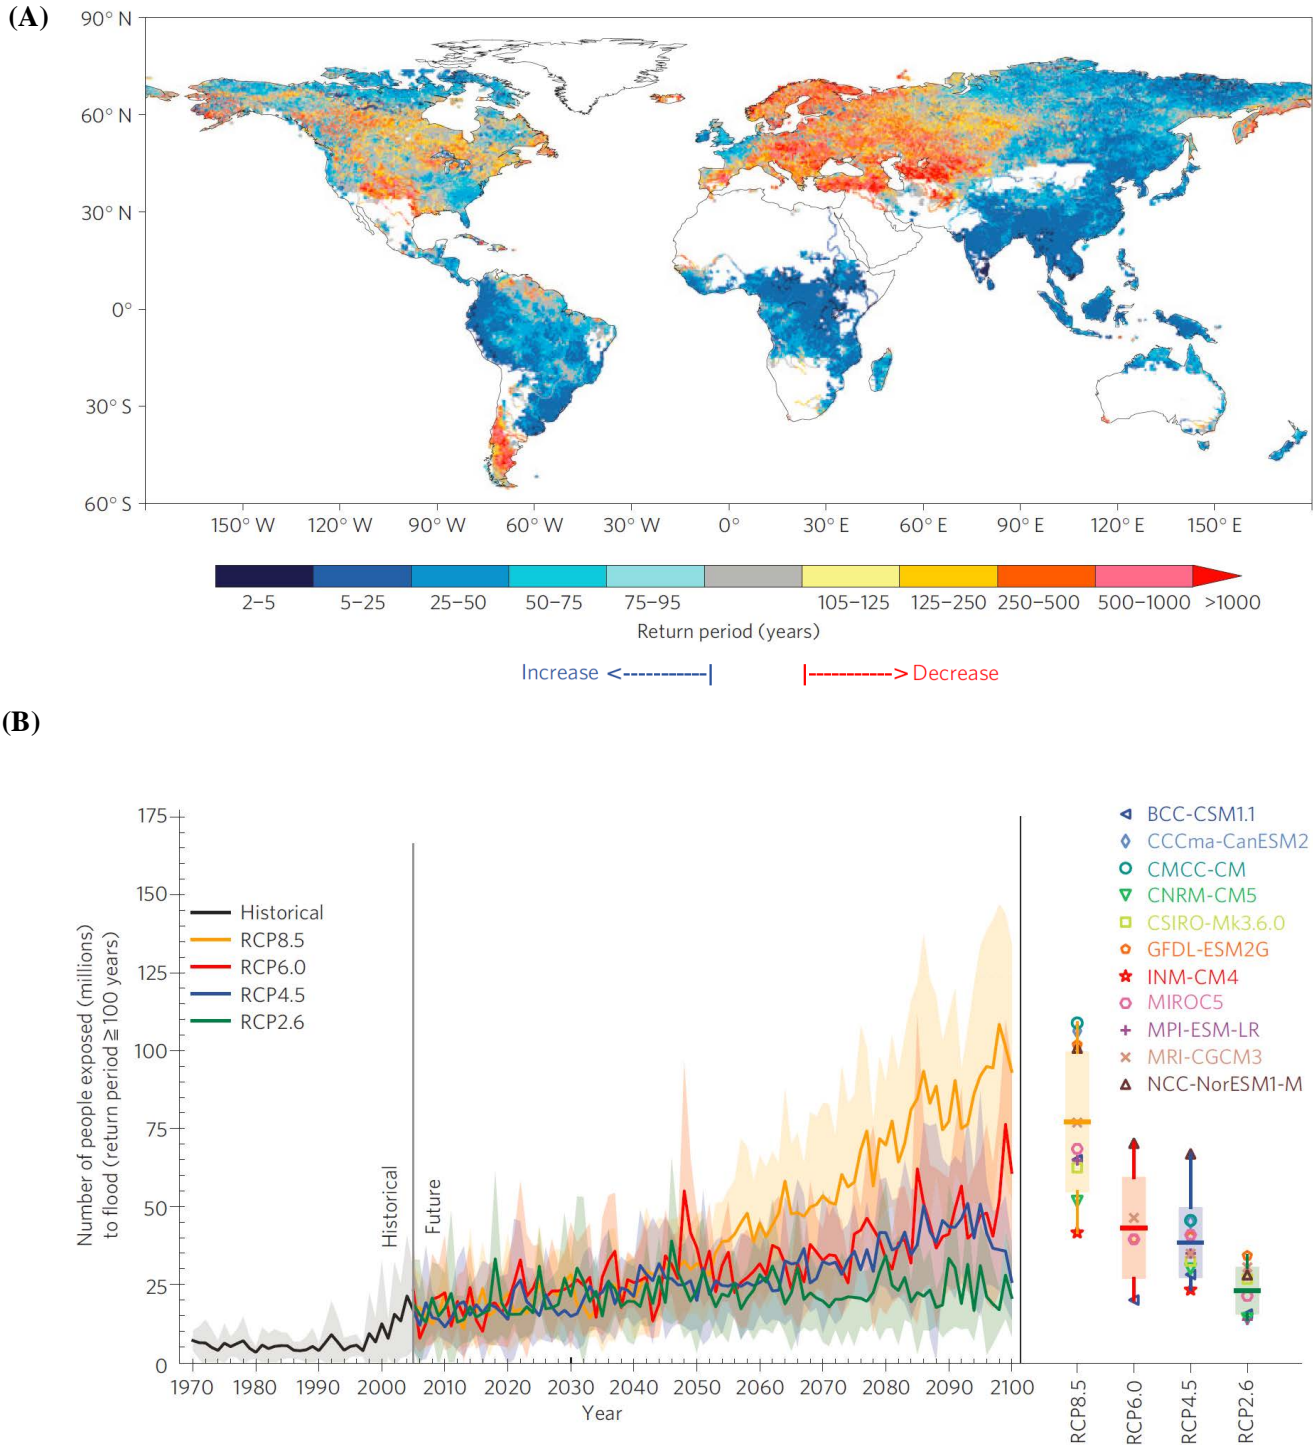 (A)
90° N
60° N
30° N
0°
30° S
60° S
150° W 120° W 90° W 60° W 30° W 0° 30° E 60° E 90° E 120° E 150° E
2–5 5–25 25–50 50–75 75–95 105–125 125–250 250–500 500–1000 >1000
Return period (years)
Increase <----------| |----------> Decrease
(B)
Number of people exposed (millions)
to flood (return period ≧ 100 years)
175
150
125
100
75
50
25
0
Historical
RCP8.5
RCP6.0
RCP4.5
RCP2.6
Historical
Future
1970 1980 1990 2000 2010 2020 2030 2040 2050 2060 2070 2080 2090 2100
Year
BCC-CSM1.1
CCCma-CanESM2
CMCC-CM
CNRM-CM5
CSIRO-Mk3.6.0
GFDL-ESM2G
INM-CM4
MIROC5
MPI-ESM-LR
MRI-CGCM3
NCC-NorESM1-M
RCP8.5
RCP6.0
RCP4.5
RCP2.6